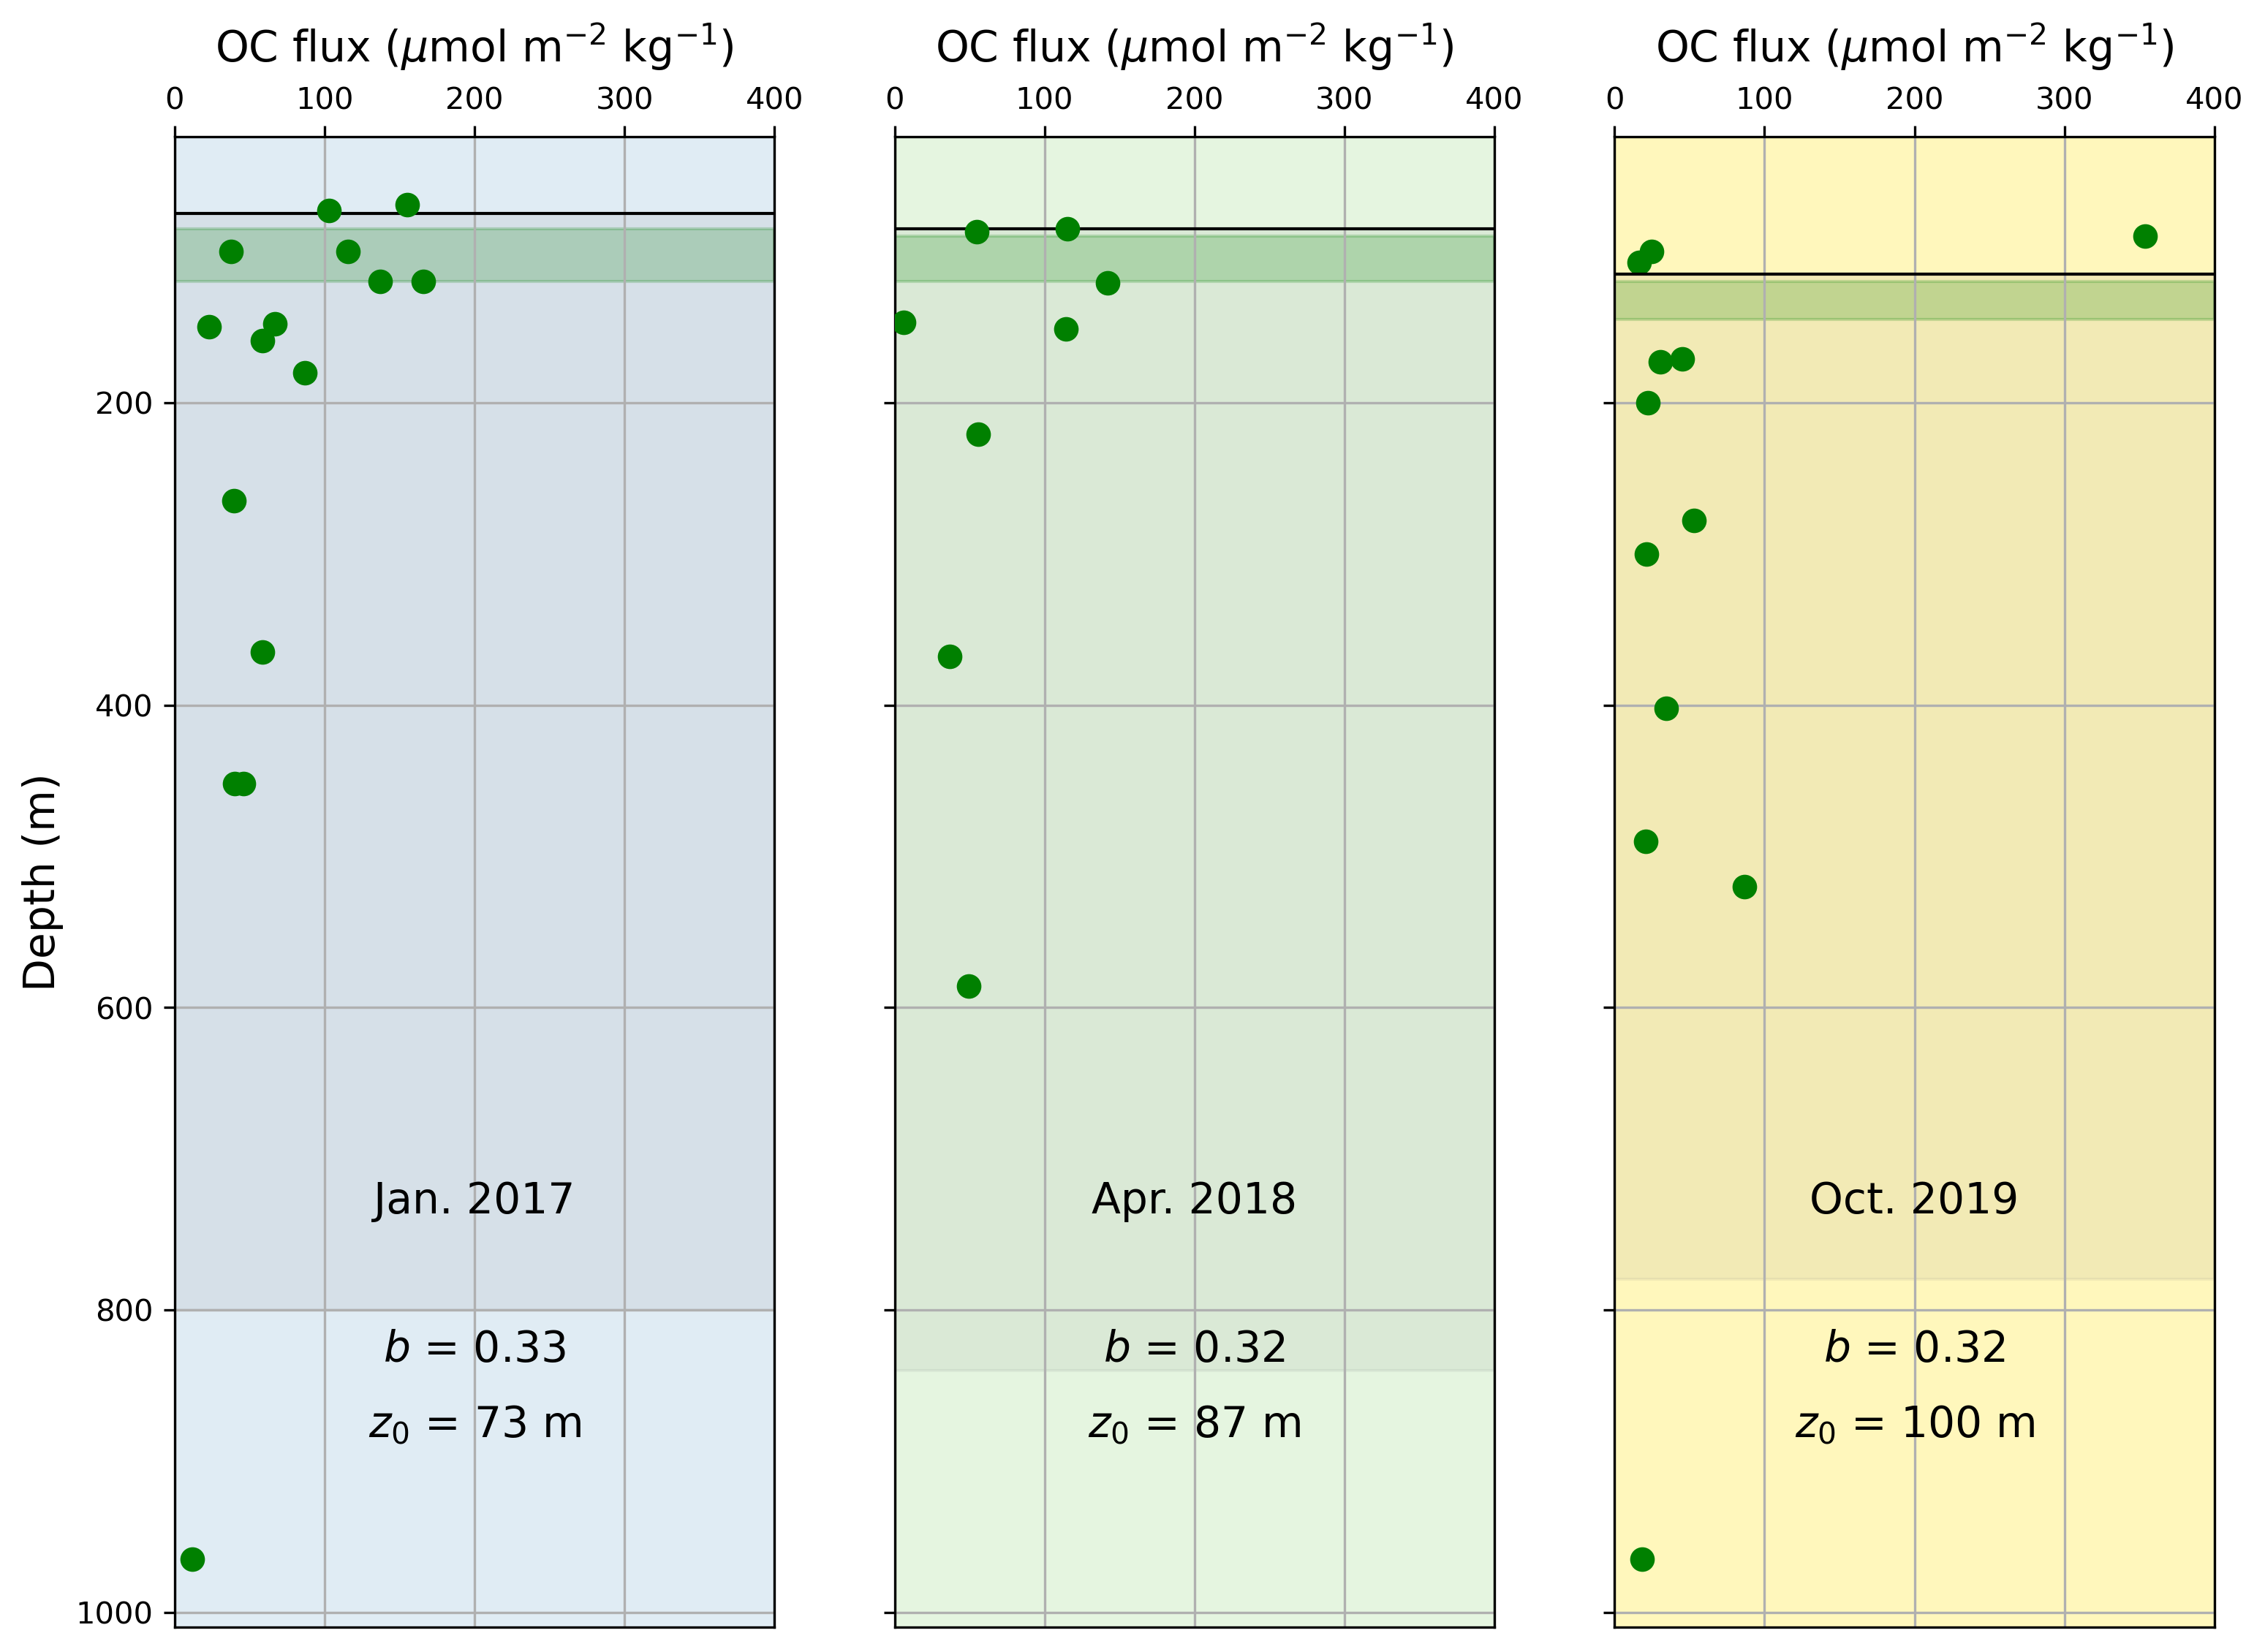 OC flux (μmol m⁻² kg⁻¹) OC flux (μmol m⁻² kg⁻¹) OC flux (μmol m⁻² kg⁻¹)
0 100 200 300 400 0 100 200 300 400 0 100 200 300 400
200
400
Depth (m)
600
Jan. 2017 Apr. 2018 Oct. 2019
800
b = 0.33 b = 0.32 b = 0.32
z₀ = 73 m z₀ = 87 m z₀ = 100 m
1000